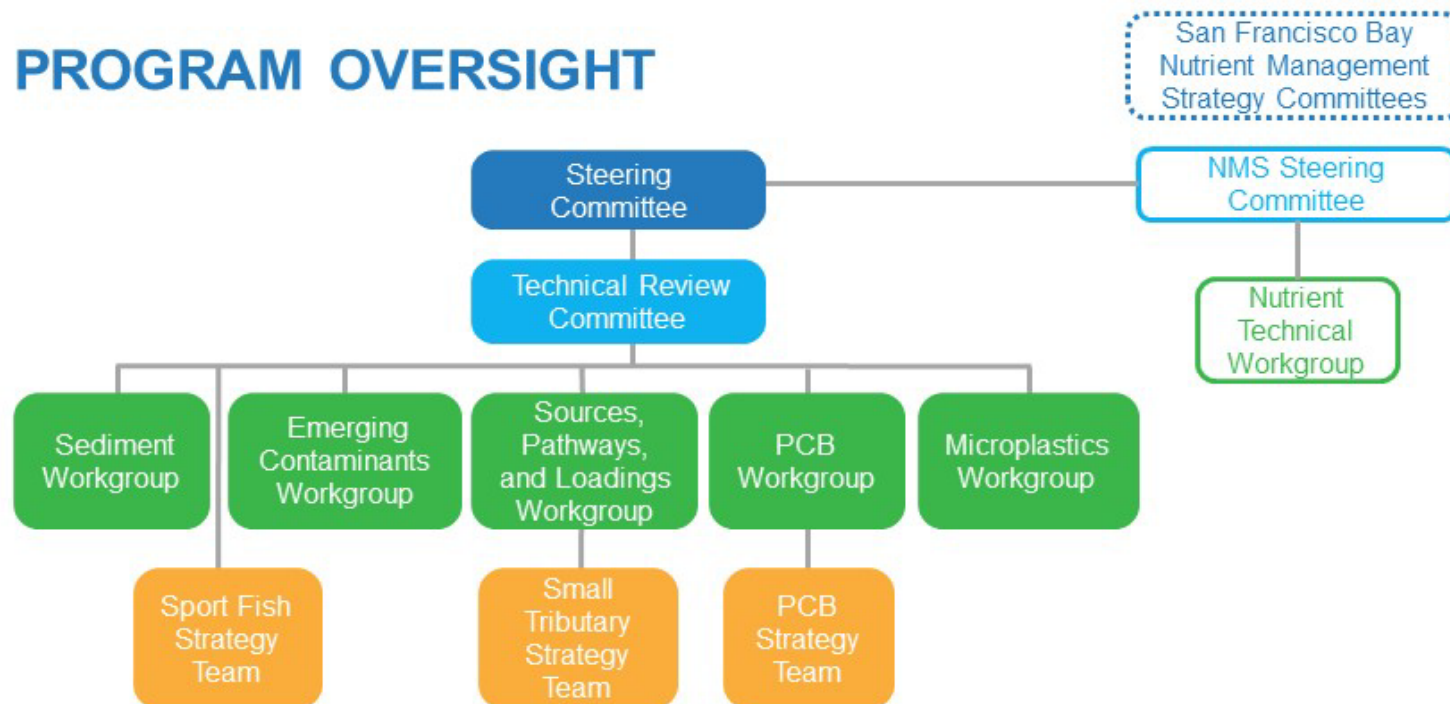 PROGRAM OVERSIGHT
San Francisco Bay
Nutrient Management
Strategy Committees
Steering
Committee
NMS Steering
Committee
Technical Review
Committee
Nutrient
Technical
Workgroup
Sediment
Workgroup
Emerging
Contaminants
Workgroup
Sources,
Pathways,
and Loadings
Workgroup
PCB
Workgroup
Microplastics
Workgroup
Sport Fish
Strategy
Team
Small
Tributary
Strategy
Team
PCB
Strategy
Team